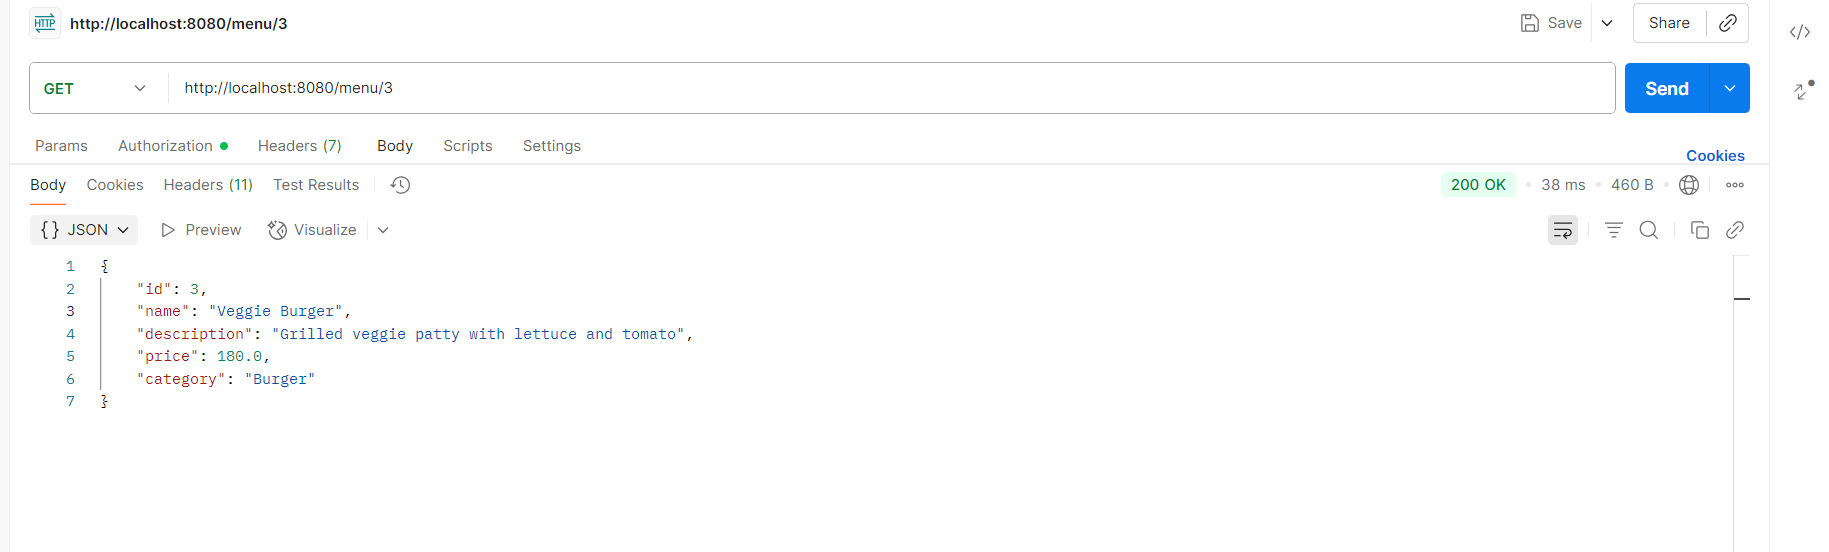 HTTP http://localhost:8080/menu/3 Save Share
GET http://localhost:8080/menu/3 Send
Params Authorization Headers (7) Body Scripts Settings Cookies
Body Cookies Headers (11) Test Results 200 OK • 38 ms • 460 B •
{} JSON Preview Visualize
1 {
2 "id": 3,
3 "name": "Veggie Burger",
4 "description": "Grilled veggie patty with lettuce and tomato",
5 "price": 180.0,
6 "category": "Burger"
7 }